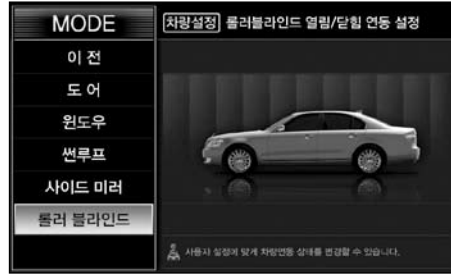 MODE
차량설정 롤러블라인드 열림/닫힘 연동 설정
이 전
도 어
윈도우
썬루프
사이드 미러
롤러 블라인드
사용자 설정에 맞게 차량연동 상태를 변경할 수 있습니다.